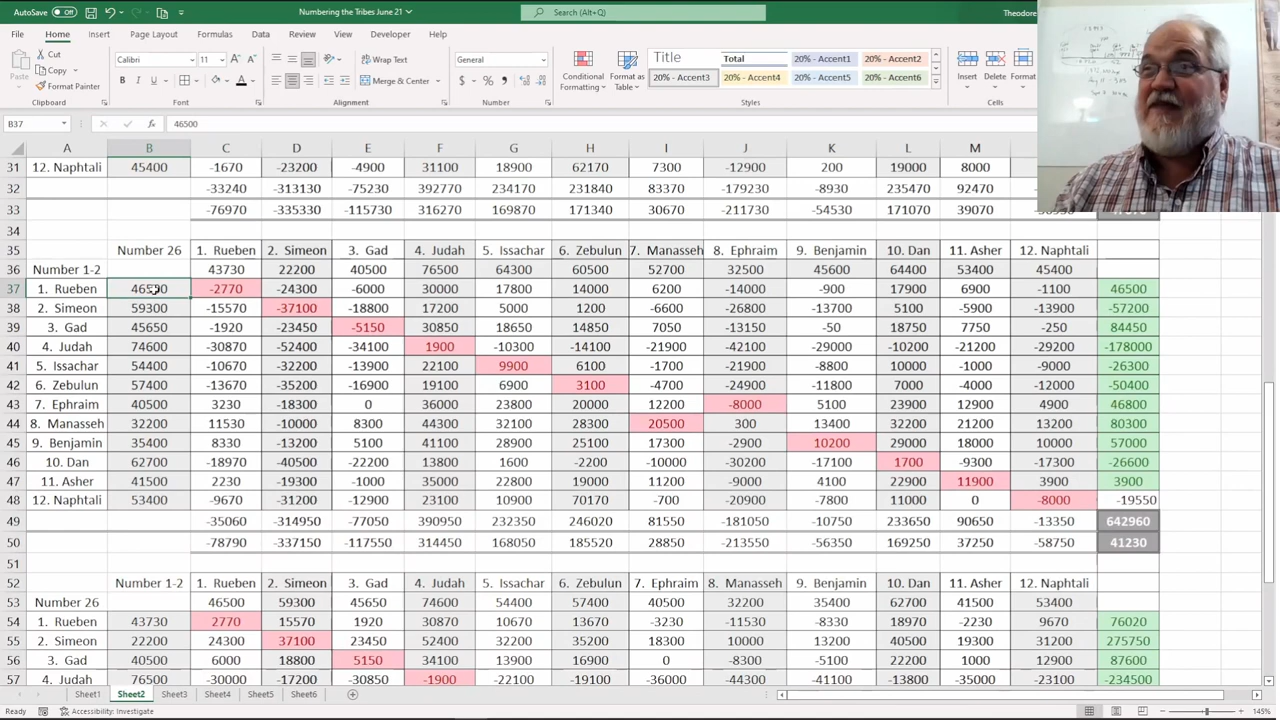 AutoSave Off Numbering the Tribes June 21 Search (Alt+Q) Theodore
File Home Insert Page Layout Formulas Data Review View Developer Help
Cut Calibri 11 Wrap Text General Title Total 20% - Accent1 20% - Accent2
Copy
Paste Format Painter Merge & Center Conditional Formatting Format as Table 20% - Accent3 20% - Accent4 20% - Accent5 20% - Accent6 Insert Delete Format
Clipboard Font Alignment Number Styles Cells
B37 fx 46500
A B C D E F G H I J K L M
31 12. Naphtali 45400 -1670 -23200 -4900 31100 18900 62170 7300 -12900 200 19000 8000
32 -33240 -313130 -75230 392770 234170 231840 83370 -179230 -8930 235470 92470
33 -76970 -335330 -115730 316270 169870 171340 30670 -211730 -54530 171070 39070
34
35 Number 26 1. Rueben 2. Simeon 3. Gad 4. Judah 5. Issachar 6. Zebulun 7. Manasseh 8. Ephraim 9. Benjamin 10. Dan 11. Asher 12. Naphtali
36 Number 1-2 43730 22200 40500 76500 64300 60500 52700 32500 45600 64400 53400 45400
37 1. Rueben 46500 -2770 -24300 -6000 30000 17800 14000 6200 -14000 -900 17900 6900 -1100 46500
38 2. Simeon 59300 -15570 -37100 -18800 17200 5000 1200 -6600 -26800 -13700 5100 -5900 -13900 -57200
39 3. Gad 45650 -1920 -23450 -5150 30850 18650 14850 7050 -13150 -50 18750 7750 -250 84450
40 4. Judah 74600 -30870 -52400 -34100 1900 -10300 -14100 -21900 -42100 -29000 -10200 -21200 -29200 -178000
41 5. Issachar 54400 -10670 -32200 -13900 22100 9900 6100 -1700 -21900 -8800 10000 -1000 -9000 -26300
42 6. Zebulun 57400 -13670 -35200 -16900 19100 6900 3100 -4700 -24900 -11800 7000 -4000 -12000 -50400
43 7. Ephraim 40500 3230 -18300 0 36000 23800 20000 12200 -8000 5100 23900 12900 4900 46800
44 8. Manasseh 32200 11530 -10000 8300 44300 32100 28300 20500 300 13400 32200 21200 13200 80300
45 9. Benjamin 35400 8330 -13200 5100 41100 28900 25100 17300 -2900 10200 29000 18000 10000 57000
46 10. Dan 62700 -18970 -40500 -22200 13800 1600 -2200 -10000 -30200 -17100 1700 -9300 -17300 -26600
47 11. Asher 41500 2230 -19300 -1000 35000 22800 19000 11200 -9000 4100 22900 11900 3900 3900
48 12. Naphtali 53400 -9670 -31200 -12900 23100 10900 70170 -700 -20900 -7800 11000 0 -8000 -19550
49 -35060 -314950 -77050 390950 232350 246020 81550 -181050 -10750 233650 90650 -13350 642960
50 -78790 -337150 -117550 314450 168050 185520 28850 -213550 -56350 169250 37250 -58750 41230
51
52 Number 1-2 1. Rueben 2. Simeon 3. Gad 4. Judah 5. Issachar 6. Zebulun 7. Ephraim 8. Manasseh 9. Benjamin 10. Dan 11. Asher 12. Naphtali
53 Number 26 46500 59300 45650 74600 54400 57400 40500 32200 35400 62700 41500 53400
54 1. Rueben 43730 2770 15570 1920 30870 10670 13670 -3230 -11530 -8330 18970 -2230 9670 76020
55 2. Simeon 22200 24300 37100 23450 52400 32200 35200 18300 10000 13200 40500 19300 31200 275750
56 3. Gad 40500 6000 18800 5150 34100 13900 16900 0 -8300 -5100 22200 1000 12900 87600
57 4. Judah 76500 -30000 -17200 -30850 -1900 -22100 -19100 -36000 -44300 -41100 -13800 -35000 -23100 -234500
Sheet1 Sheet2 Sheet3 Sheet4 Sheet5 Sheet6
Ready Accessibility: Investigate 145%